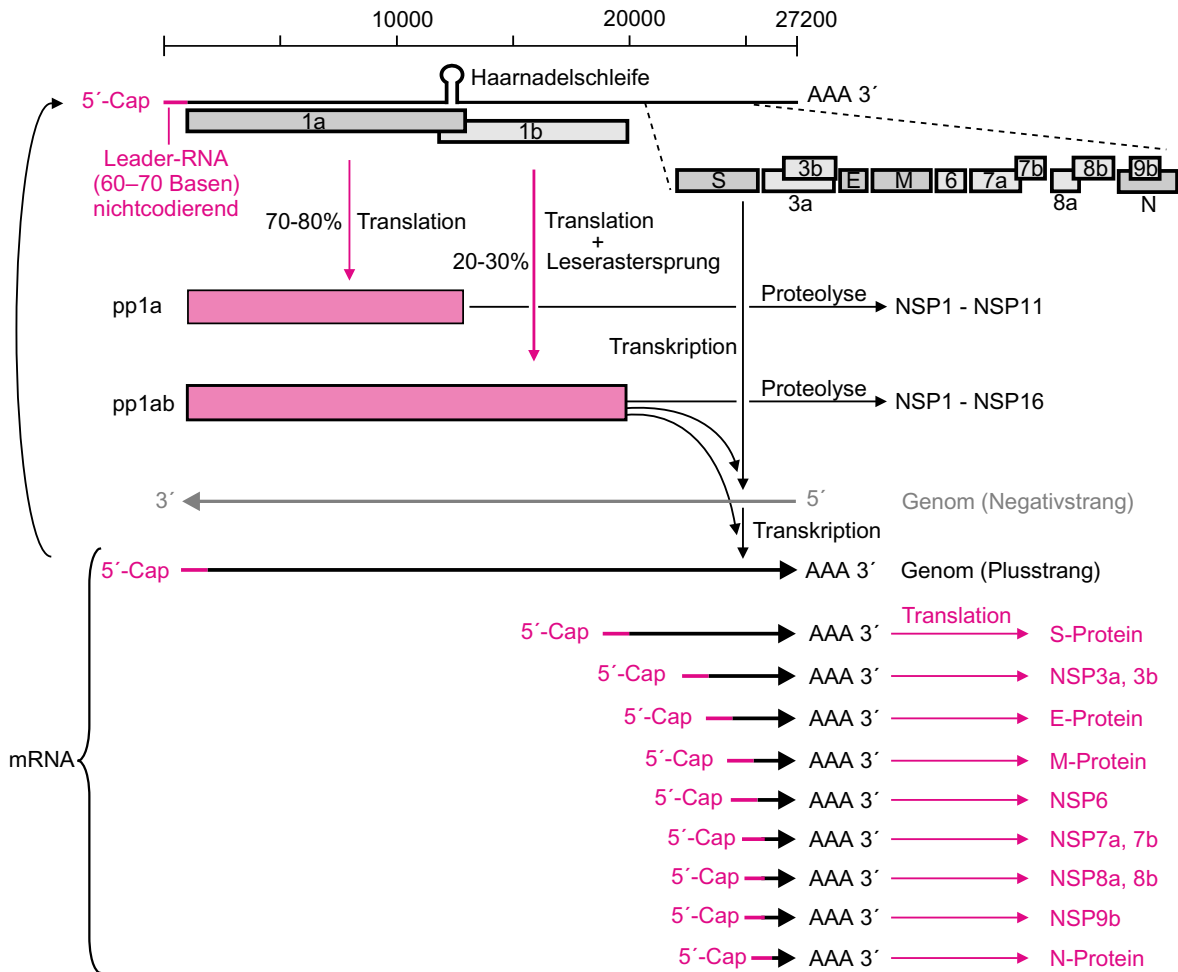 10000
20000
27200
Haarnadelschleife
5´-Cap
AAA 3´
1a
1b
Leader-RNA
(60–70 Basen)
nichtcodierend
S
3b
E
M
6
7a
7b
8b
9b
3a
8a
N
70-80%
Translation
Translation
+
Leserastersprung
20-30%
pp1a
Proteolyse
NSP1 - NSP11
Transkription
pp1ab
Proteolyse
NSP1 - NSP16
3´
5´
Genom (Negativstrang)
Transkription
5´-Cap
AAA 3´
Genom (Plusstrang)
Translation
5´-Cap
AAA 3´
S-Protein
5´-Cap
AAA 3´
NSP3a, 3b
5´-Cap
AAA 3´
E-Protein
mRNA
5´-Cap
AAA 3´
M-Protein
5´-Cap
AAA 3´
NSP6
5´-Cap
AAA 3´
NSP7a, 7b
5´-Cap
AAA 3´
NSP8a, 8b
5´-Cap
AAA 3´
NSP9b
5´-Cap
AAA 3´
N-Protein